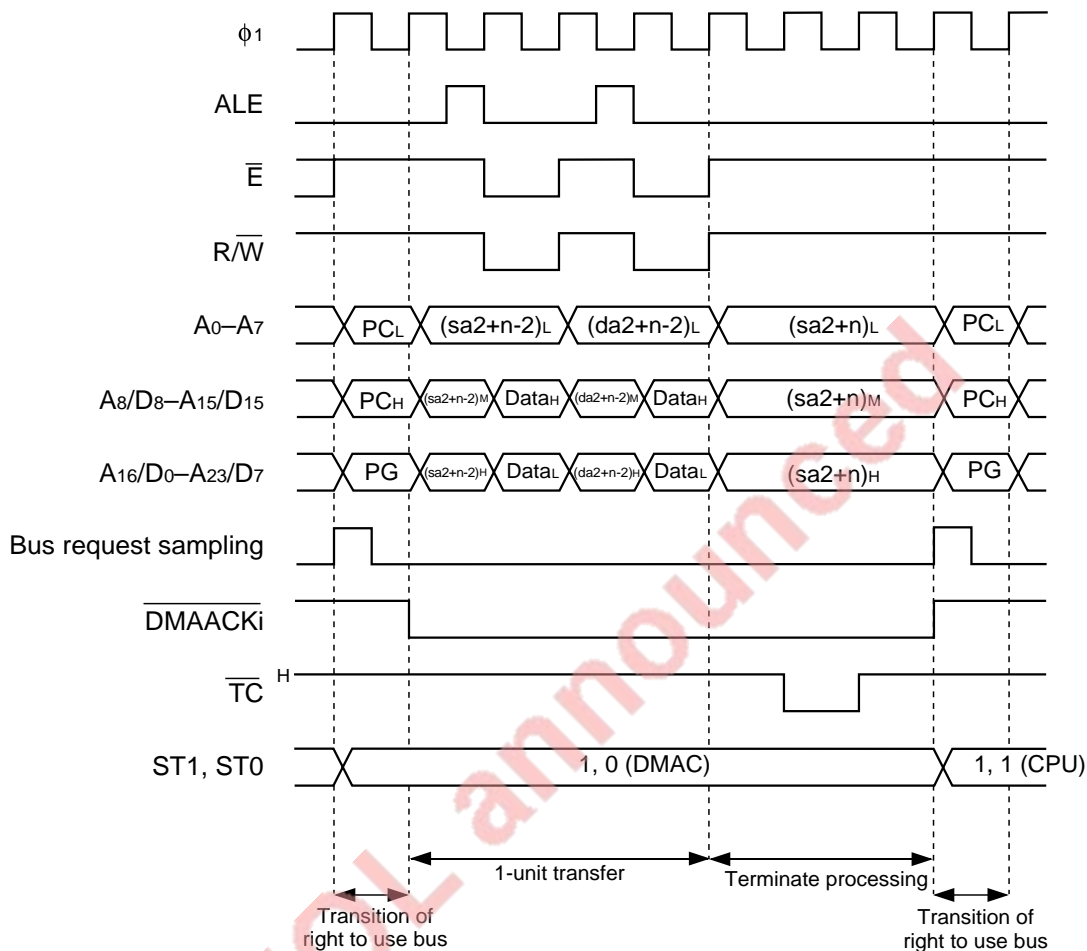 ϕ1
ALE
E
R/W
A0–A7 PCL (sa2+n-2)L (da2+n-2)L (sa2+n)L PCL
A8/D8–A15/D15 PCH (sa2+n-2)M DataH (da2+n-2)M DataH (sa2+n)M PCH
A16/D0–A23/D7 PG (sa2+n-2)H DataL (da2+n-2)H DataL (sa2+n)H PG
Bus request sampling
DMAACKi
TC H
ST1, ST0 1, 0 (DMAC) 1, 1 (CPU)
1-unit transfer Terminate processing
Transition of right to use bus
Transition of right to use bus
OL announced